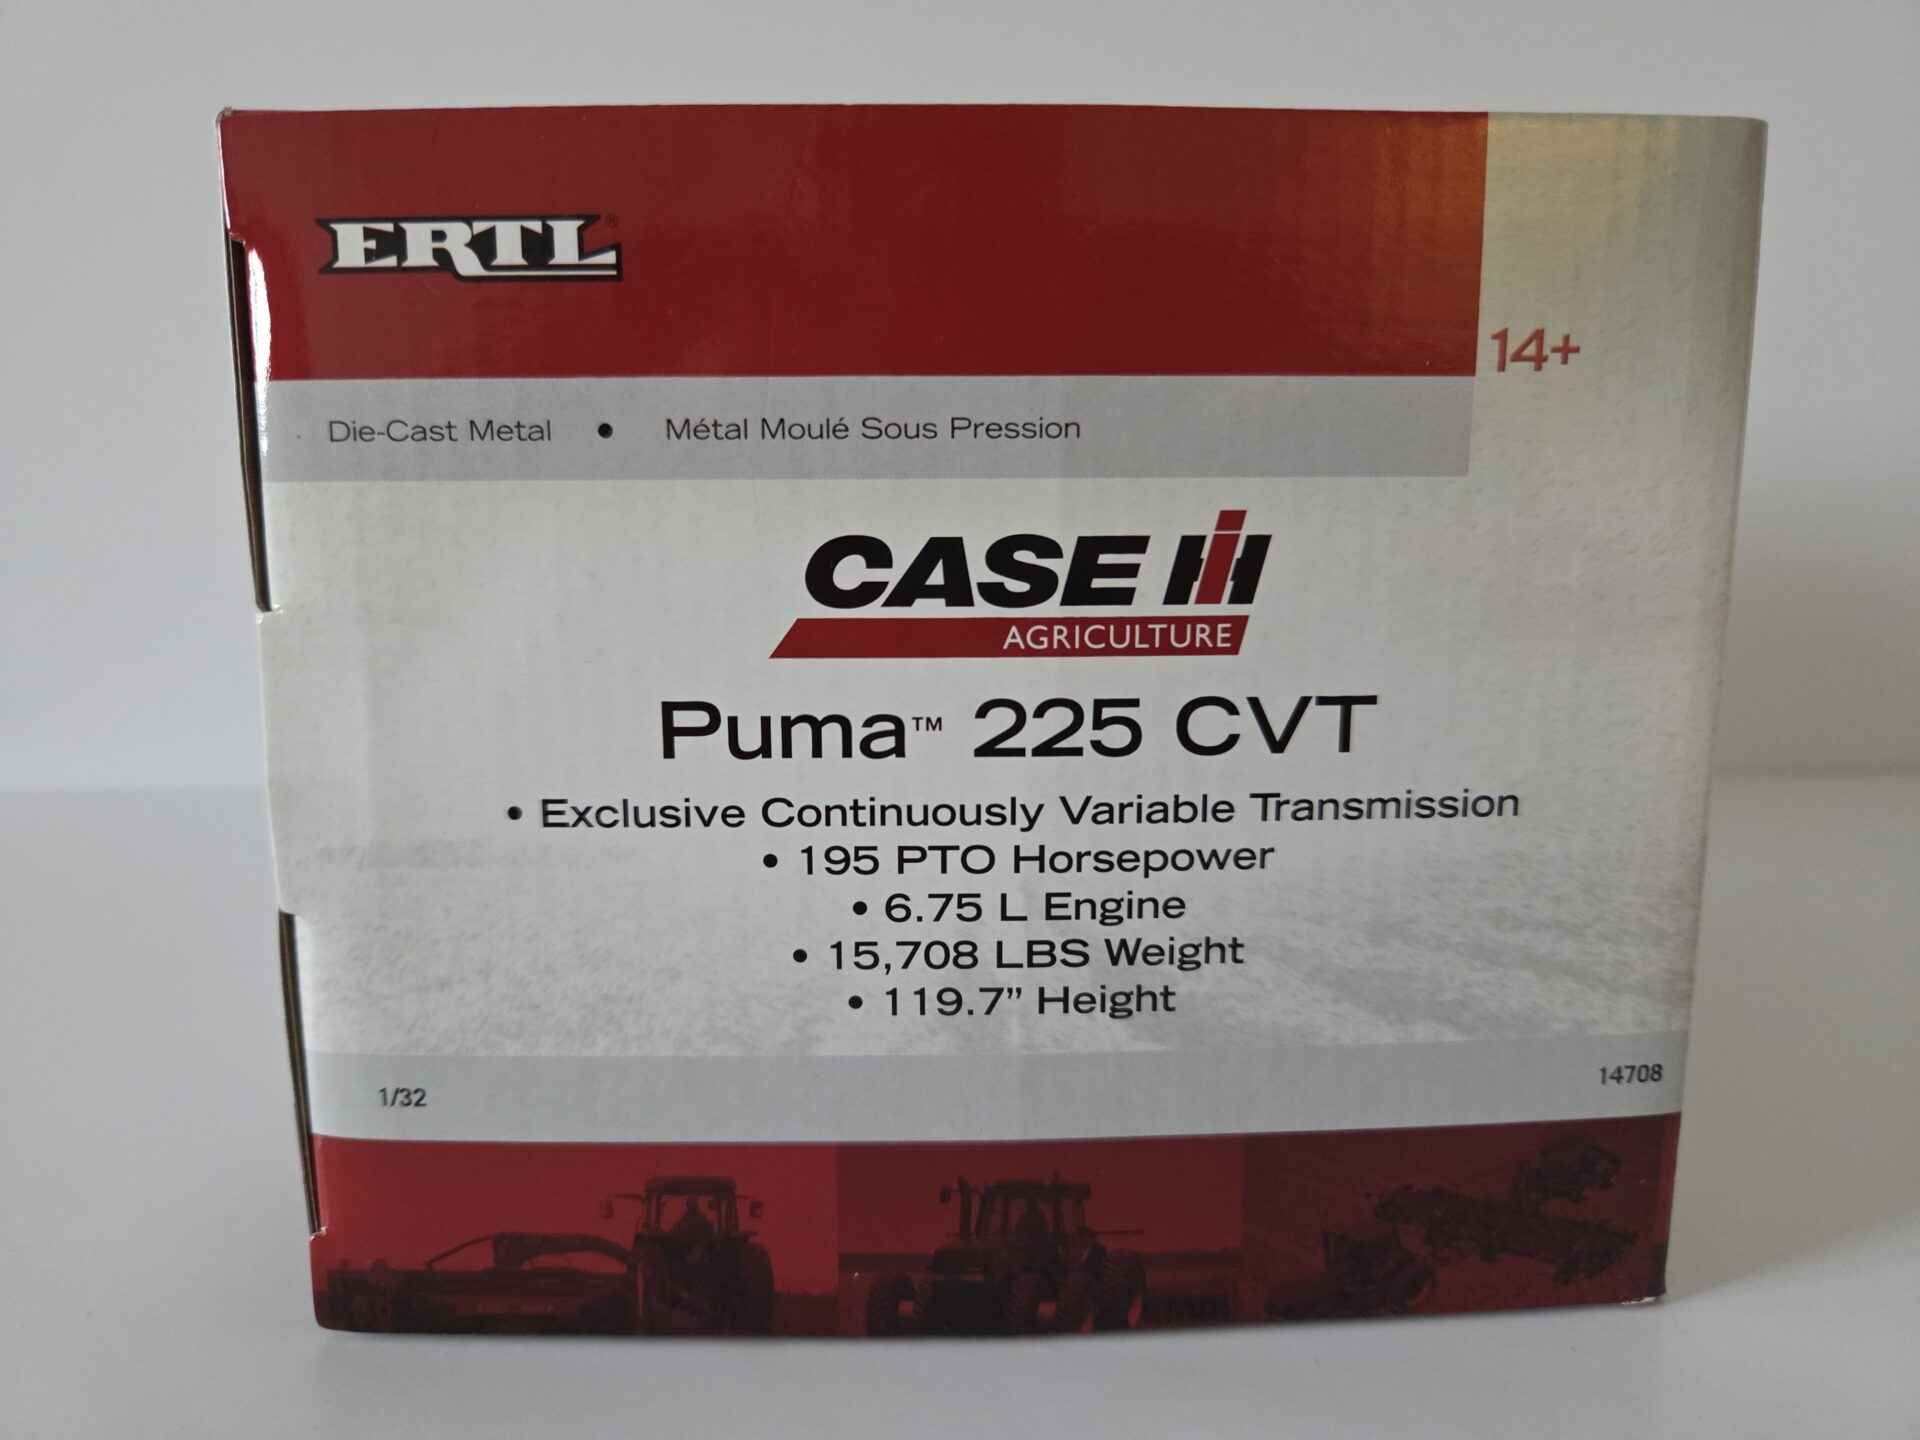 ERTL®
14+
Die-Cast Metal • Métal Moulé Sous Pression
CASE IH
AGRICULTURE
Puma™ 225 CVT
• Exclusive Continuously Variable Transmission
• 195 PTO Horsepower
• 6.75 L Engine
• 15,708 LBS Weight
• 119.7” Height
1/32
14708